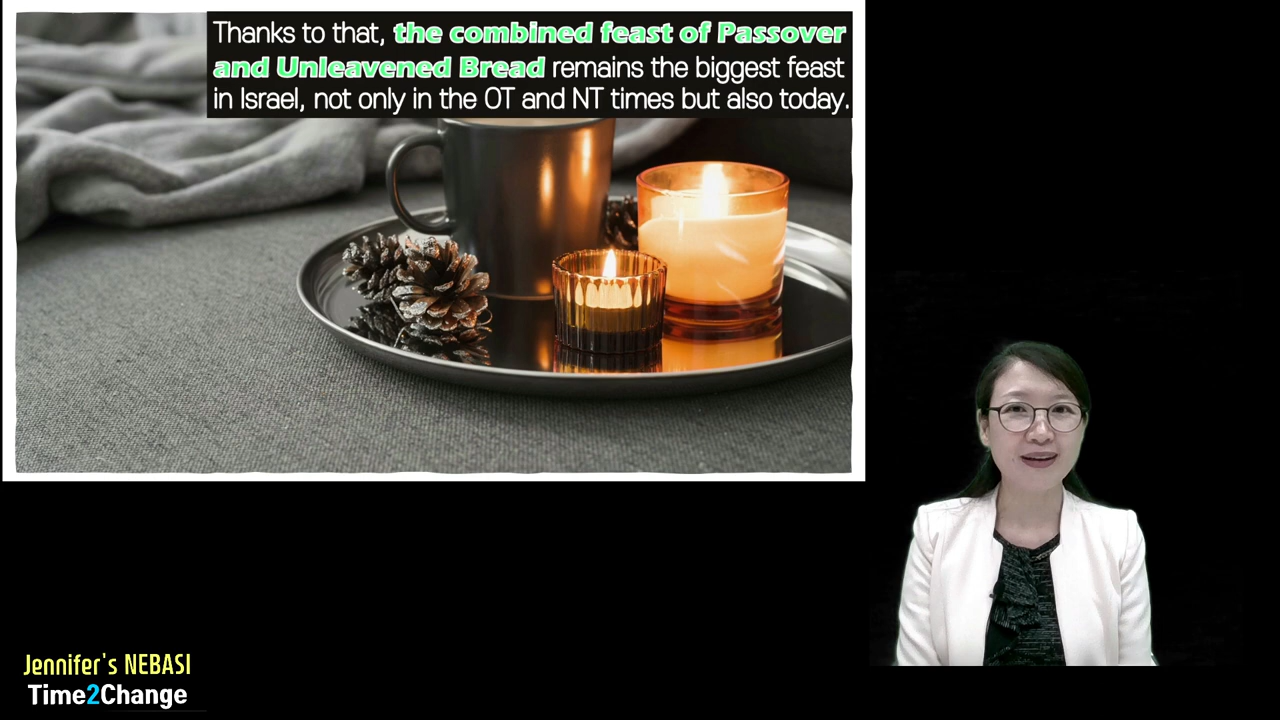 Thanks to that, the combined feast of Passover
and Unleavened Bread remains the biggest feast
in Israel, not only in the OT and NT times but also today.
Jennifer's NEBASI
Time2Change